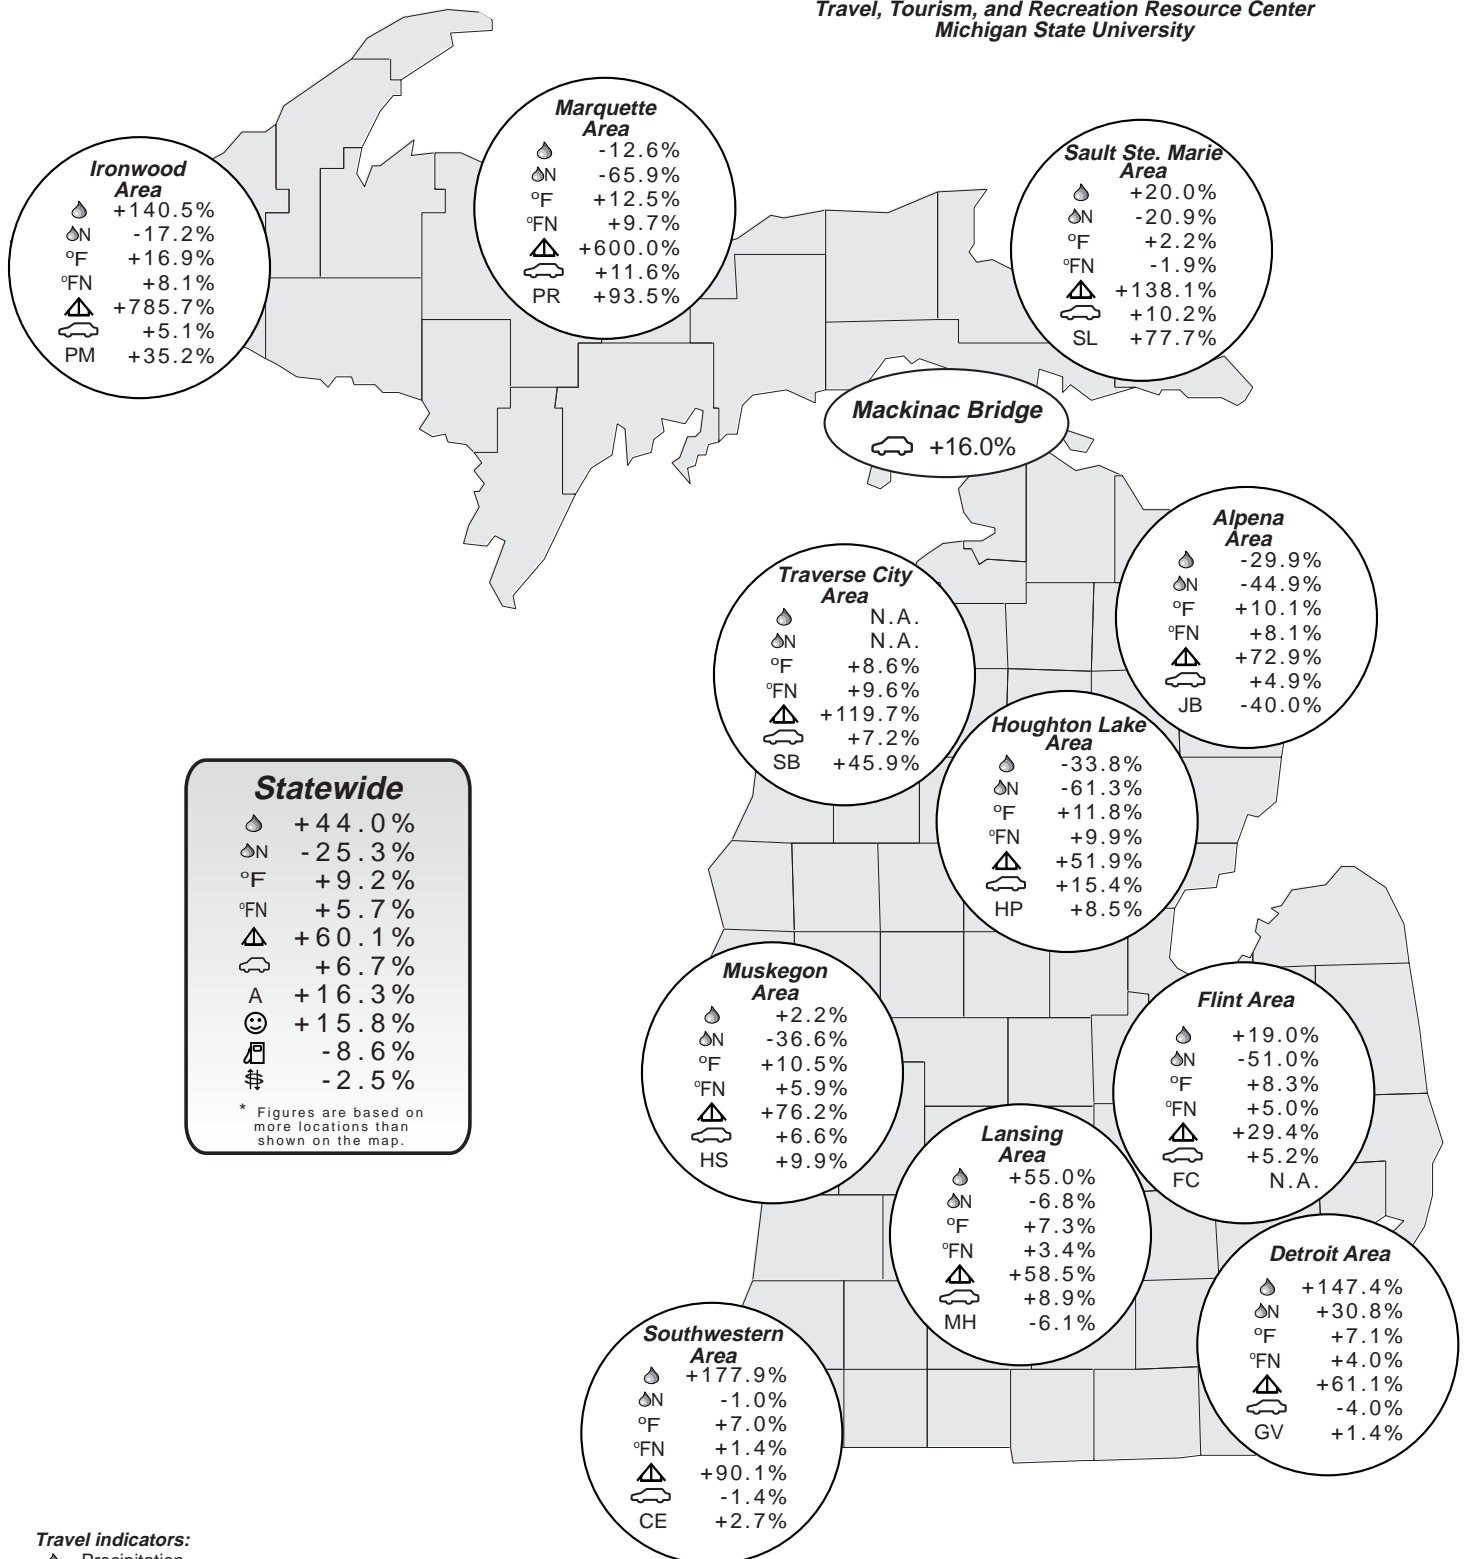 Travel, Tourism, and Recreation Resource Center
Michigan State University
Marquette
Area
-12.6%
N -65.9%
°F +12.5%
°FN +9.7%
+600.0%
+11.6%
PR +93.5%
Ironwood
Area
+140.5%
N -17.2%
°F +16.9%
°FN +8.1%
+785.7%
+5.1%
PM +35.2%
Sault Ste. Marie
Area
+20.0%
N -20.9%
°F +2.2%
°FN -1.9%
+138.1%
+10.2%
SL +77.7%
Mackinac Bridge
+16.0%
Alpena
Area
-29.9%
N -44.9%
°F +10.1%
°FN +8.1%
+72.9%
+4.9%
JB -40.0%
Traverse City
Area
N.A.
N N.A.
°F +8.6%
°FN +9.6%
+119.7%
+7.2%
SB +45.9%
Houghton Lake
Area
-33.8%
N -61.3%
°F +11.8%
°FN +9.9%
+51.9%
+15.4%
HP +8.5%
Statewide
+44.0%
N -25.3%
°F +9.2%
°FN +5.7%
+60.1%
+6.7%
A +16.3%
+15.8%
-8.6%
-2.5%
* Figures are based on
more locations than
shown on the map.
Muskegon
Area
+2.2%
N -36.6%
°F +10.5%
°FN +5.9%
+76.2%
+6.6%
HS +9.9%
Flint Area
+19.0%
N -51.0%
°F +8.3%
°FN +5.0%
+29.4%
+5.2%
FC N.A.
Lansing
Area
+55.0%
N -6.8%
°F +7.3%
°FN +3.4%
+58.5%
+8.9%
MH -6.1%
Detroit Area
+147.4%
N +30.8%
°F +7.1%
°FN +4.0%
+61.1%
-4.0%
GV +1.4%
Southwestern
Area
+177.9%
N -1.0%
°F +7.0%
°FN +1.4%
+90.1%
-1.4%
CE +2.7%
Travel indicators:
Precipitation